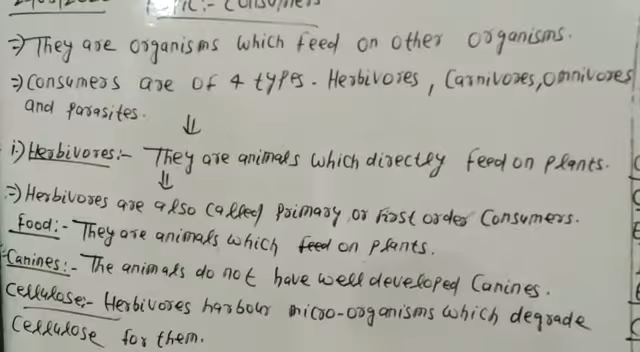 Consumers
⇒ They are organisms which feed on other organisms.
⇒ Consumers are of 4 types - Herbivores, Carnivores, omnivores
and parasites.
i.) Herbivores:- They are animals which directly feed on plants.
⇒ Herbivores are also called primary or first order Consumers.
Food:- They are animals which feed on plants.
Canines:- The animals do not have well developed Canines.
Cellulose:- Herbivores harbour micro-organisms which degrade
Cellulose for them.